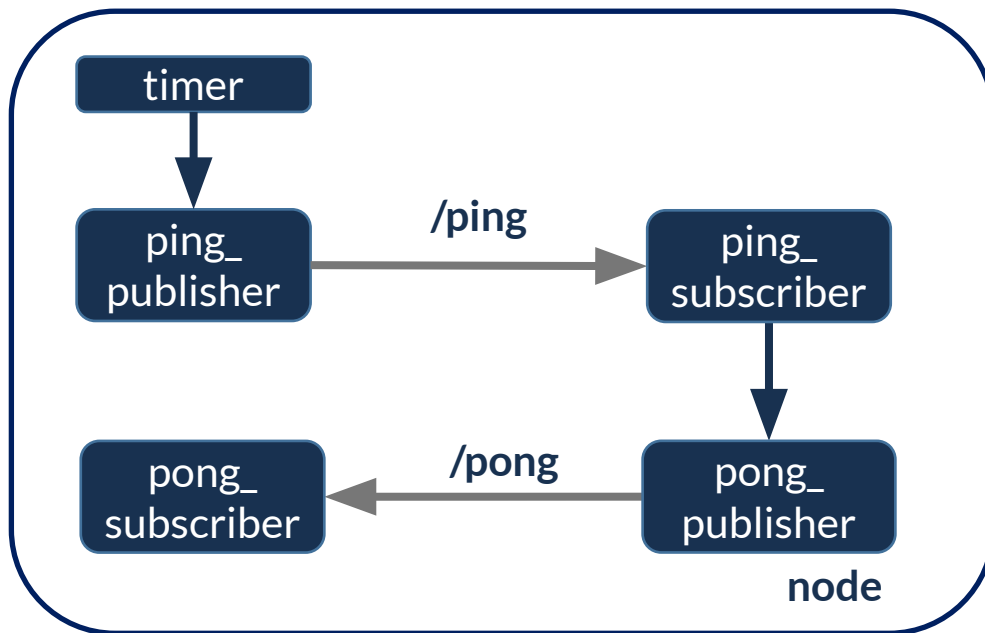 timer
/ping
ping_
publisher
ping_
subscriber
/pong
pong_
subscriber
pong_
publisher
node